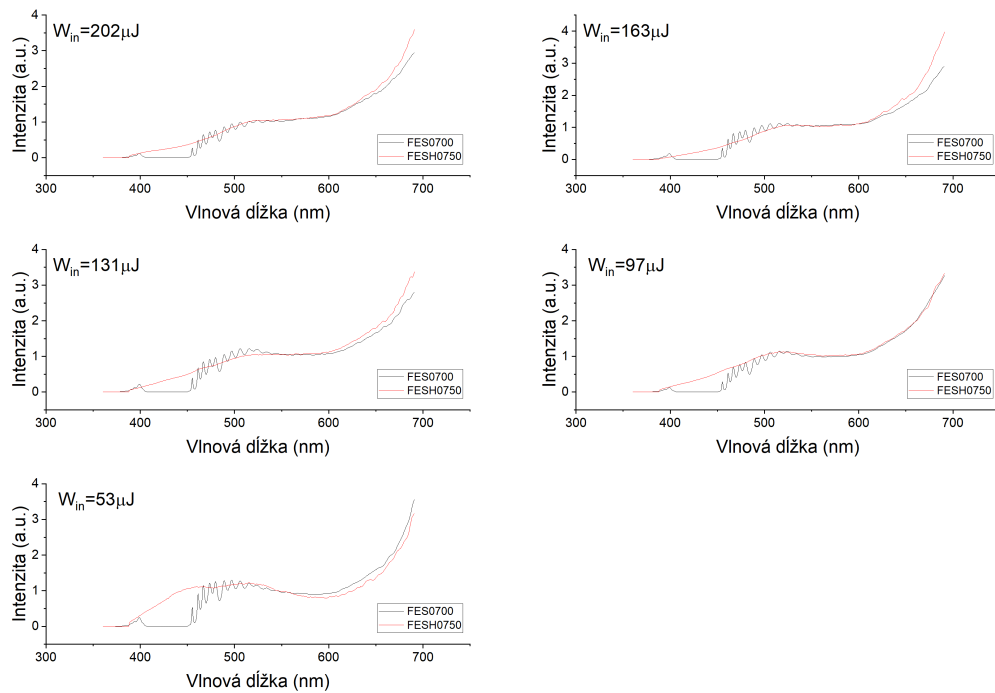 W_in=202μJ
Intenzita (a.u.)
4
3
2
1
0
FES0700
FESH0750
300 400 500 600 700
Vlnová dĺžka (nm)
W_in=163μJ
Intenzita (a.u.)
4
3
2
1
0
FES0700
FESH0750
300 400 500 600 700
Vlnová dĺžka (nm)
W_in=131μJ
Intenzita (a.u.)
4
3
2
1
0
FES0700
FESH0750
300 400 500 600 700
Vlnová dĺžka (nm)
W_in=97μJ
Intenzita (a.u.)
4
3
2
1
0
FES0700
FESH0750
300 400 500 600 700
Vlnová dĺžka (nm)
W_in=53μJ
Intenzita (a.u.)
4
3
2
1
0
FES0700
FESH0750
300 400 500 600 700
Vlnová dĺžka (nm)